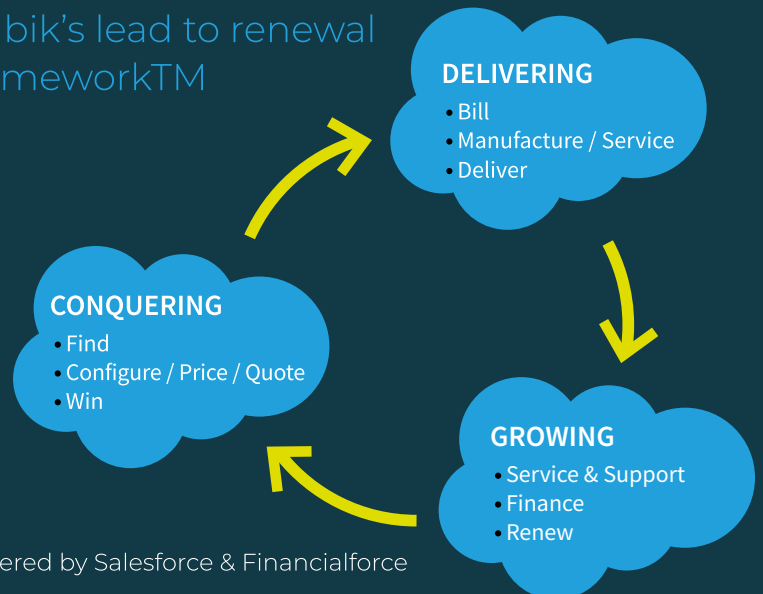 bik's lead to renewal
meworkTM
DELIVERING
• Bill
• Manufacture / Service
• Deliver
CONQUERING
• Find
• Configure / Price / Quote
• Win
GROWING
• Service & Support
• Finance
• Renew
ered by Salesforce & Financialforce